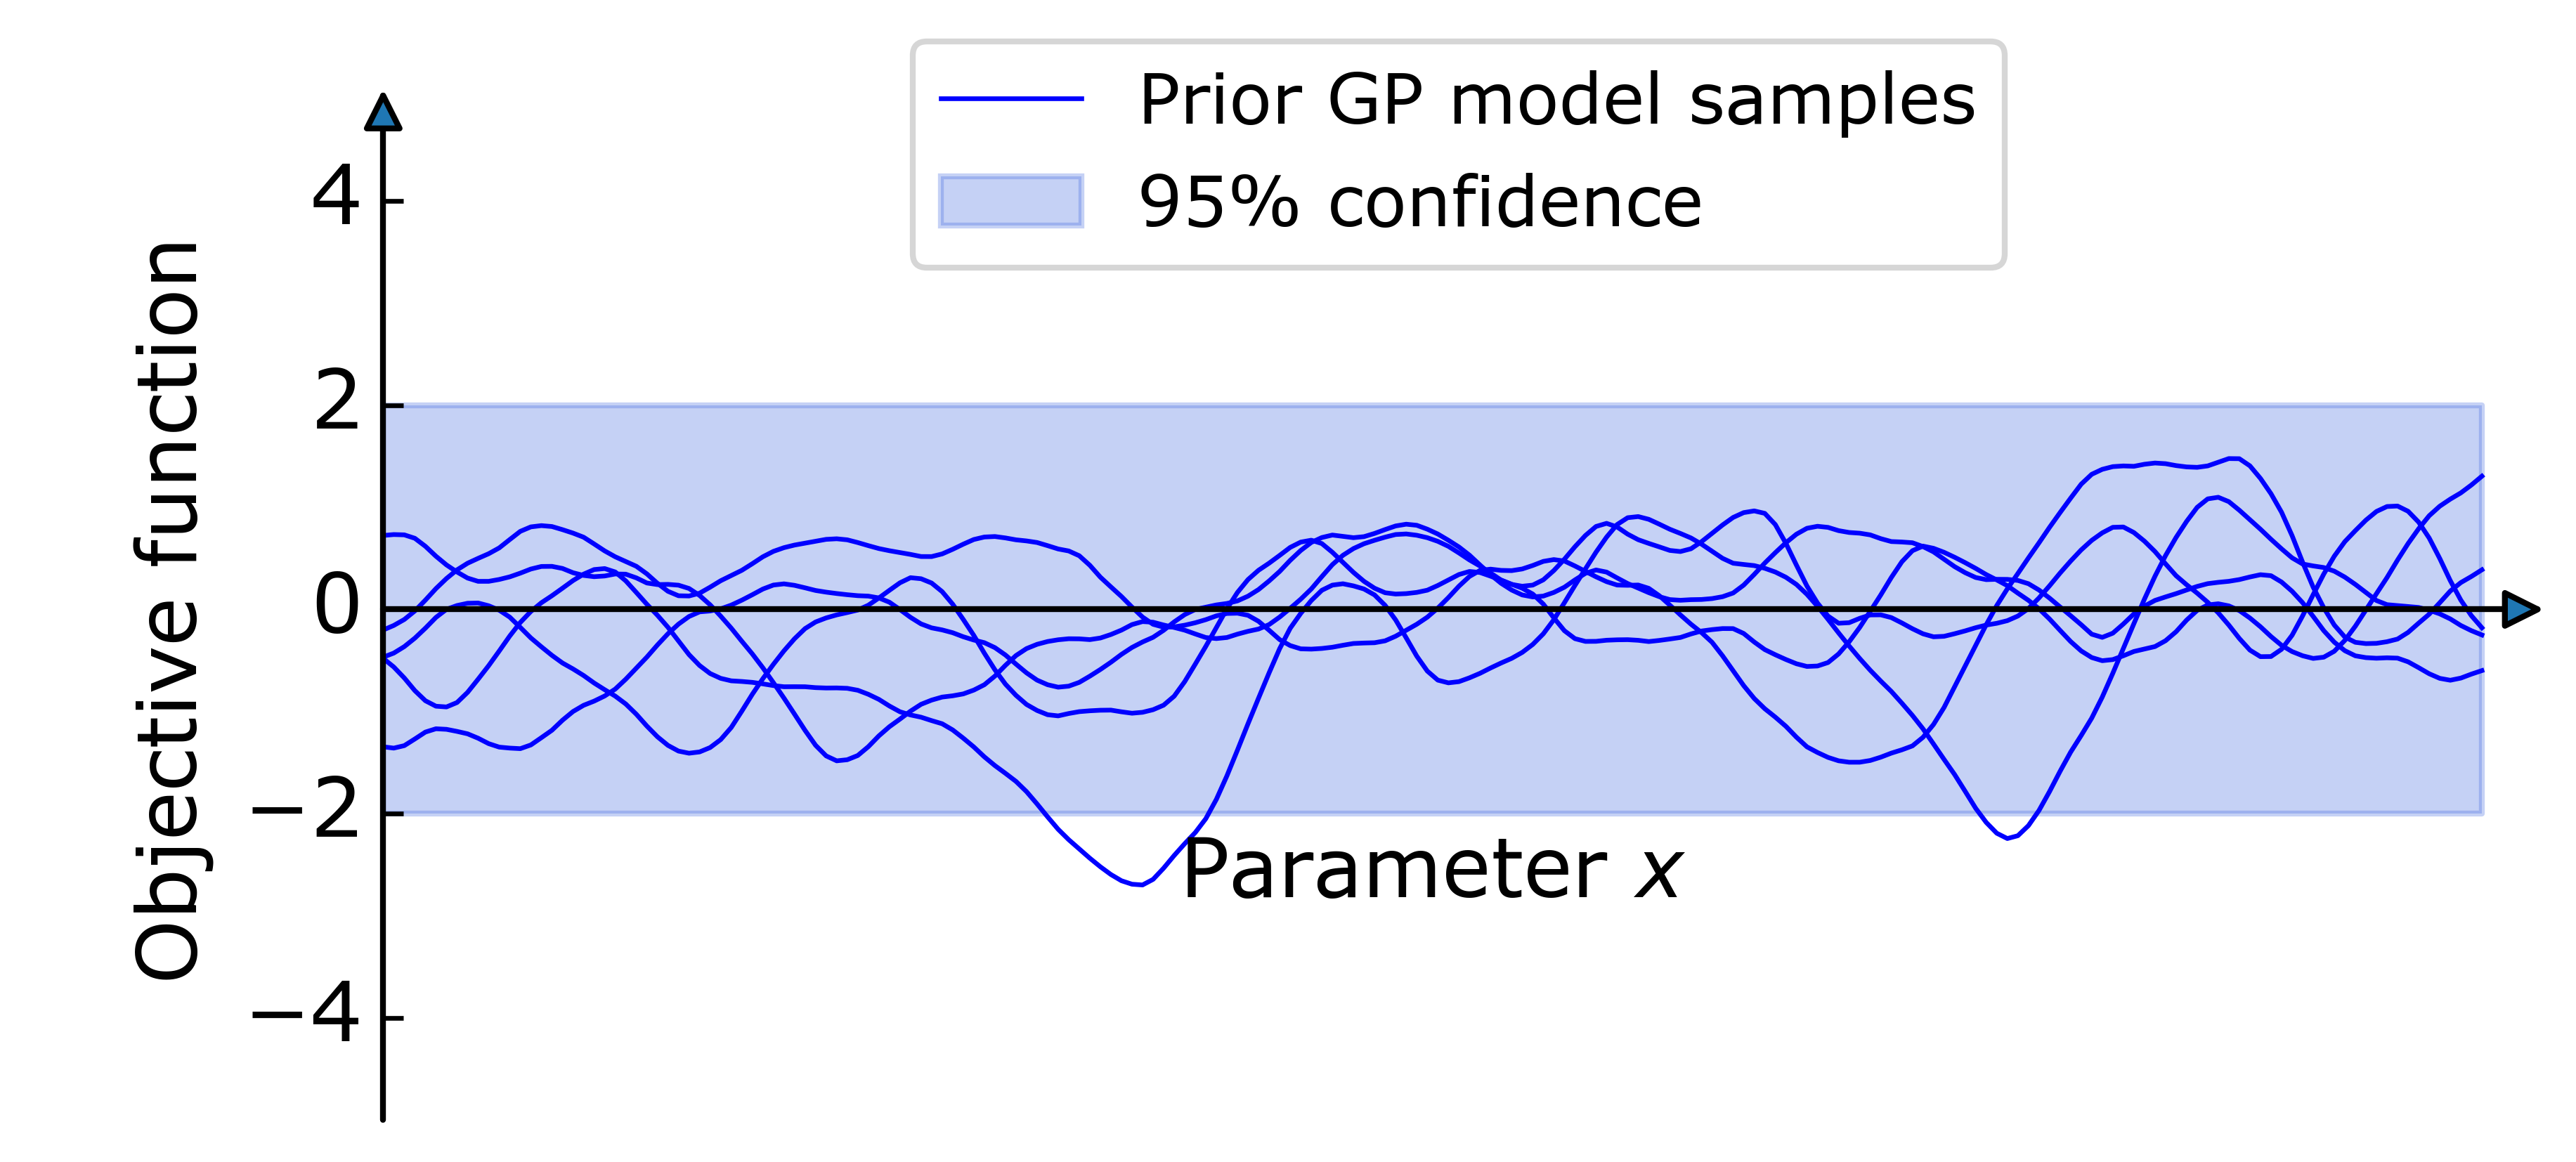 Prior GP model samples
95% confidence
Objective function
4
2
0
−2
−4
Parameter x